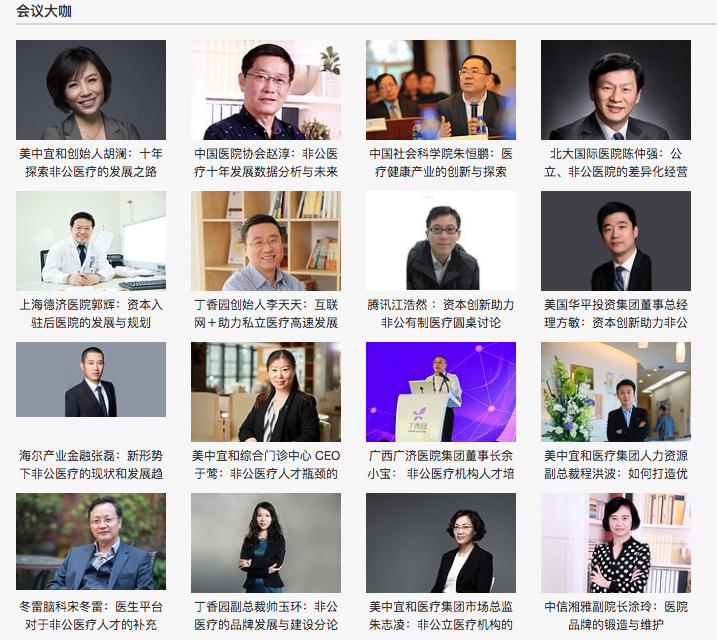 会议大咖
美中宜和创始人胡澜：十年
探索非公医疗的发展之路
中国医院协会赵淳：非公医
疗十年发展数据分析与未来
中国社会科学院朱恒鹏：医
疗健康产业的创新与探索
北大国际医院陈仲强：公
立、非公医院的差异化经营
上海德济医院郭辉：资本入
驻后医院的发展与规划
丁香园创始人李天天：互联
网＋助力私立医疗高速发展
腾讯江浩然 ：资本创新助力
非公有制医疗圆桌讨论
美国华平投资集团董事总经
理方敏：资本创新助力非公
海尔产业金融张磊：新形势
下非公医疗的现状和发展趋
美中宜和综合门诊中心 CEO
于莺：非公医疗人才瓶颈的
丁香园
广西广济医院集团董事长余
小宝： 非公医疗机构人才培
美中宜和医疗集团人力资源
副总裁程洪波：如何打造优
冬雷脑科宋冬雷：医生平台
对于非公医疗人才的补充
丁香园副总裁帅玉环：非公
医疗的品牌发展与建设分论
美中宜和医疗集团市场总监
朱志凌：非公立医疗机构的
中信湘雅副院长涂玲：医院
品牌的锻造与维护